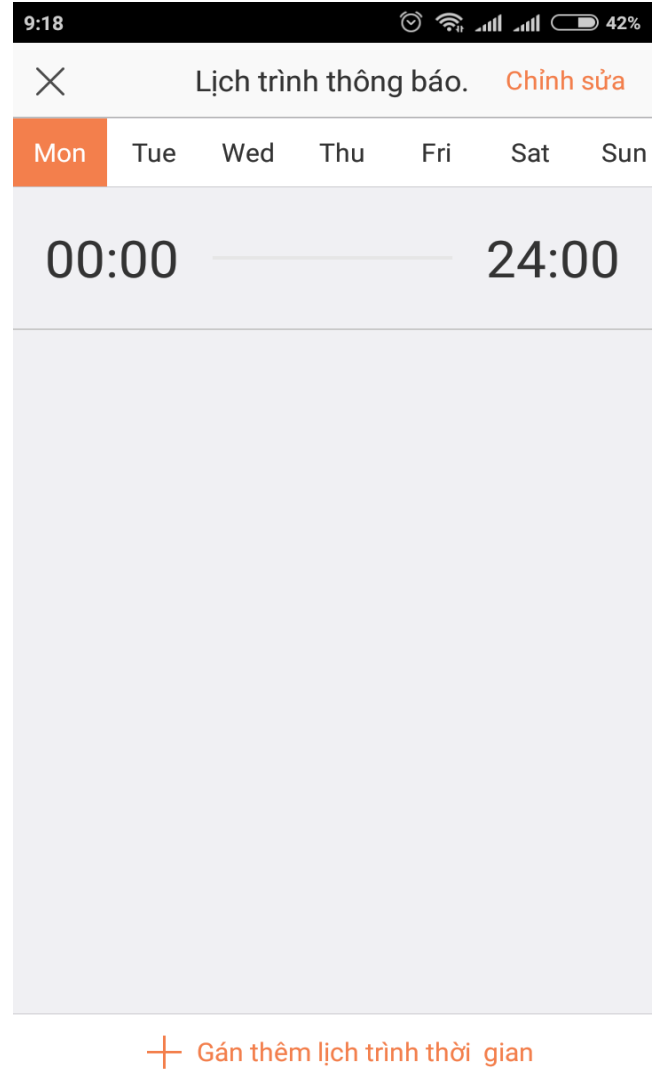 9:18 42%
Lịch trình thông báo. Chỉnh sửa
Mon Tue Wed Thu Fri Sat Sun
00:00 24:00
Gán thêm lịch trình thời gian